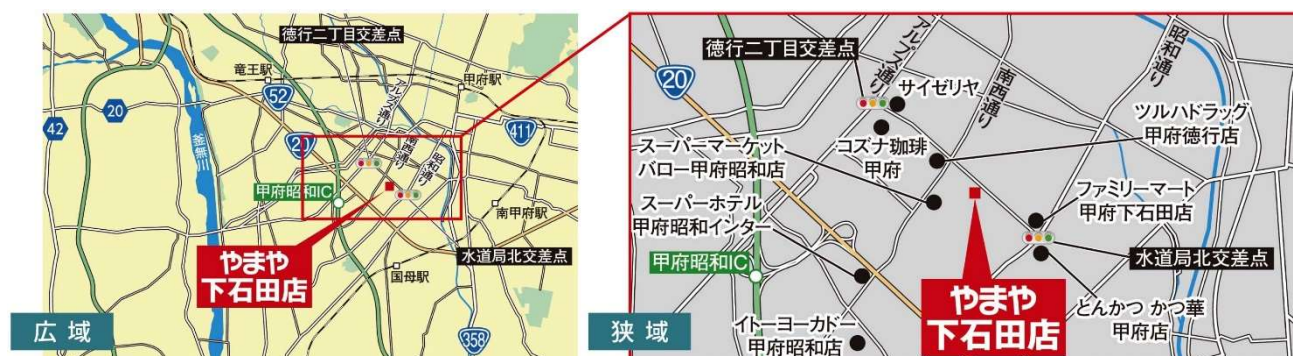 徳行二丁目交差点
竜王駅
甲府駅
52
20
42
アルプス通り
411
20
南西通り
昭和通り
釜無川
甲府昭和IC
南甲府駅
やまや
下石田店
水道局北交差点
国母駅
広域
358
徳行二丁目交差点
アルプス通り
昭和通り
20
サイゼリヤ
南西通り
ツルハドラッグ
甲府徳行店
スーパーマーケット
バロー甲府昭和店
コズナ珈琲
甲府
ファミリーマート
甲府下石田店
スーパーホテル
甲府昭和インター
甲府昭和IC
水道局北交差点
やまや
下石田店
とんかつ かつ華
甲府店
狭域
イトーヨーカドー
甲府昭和店